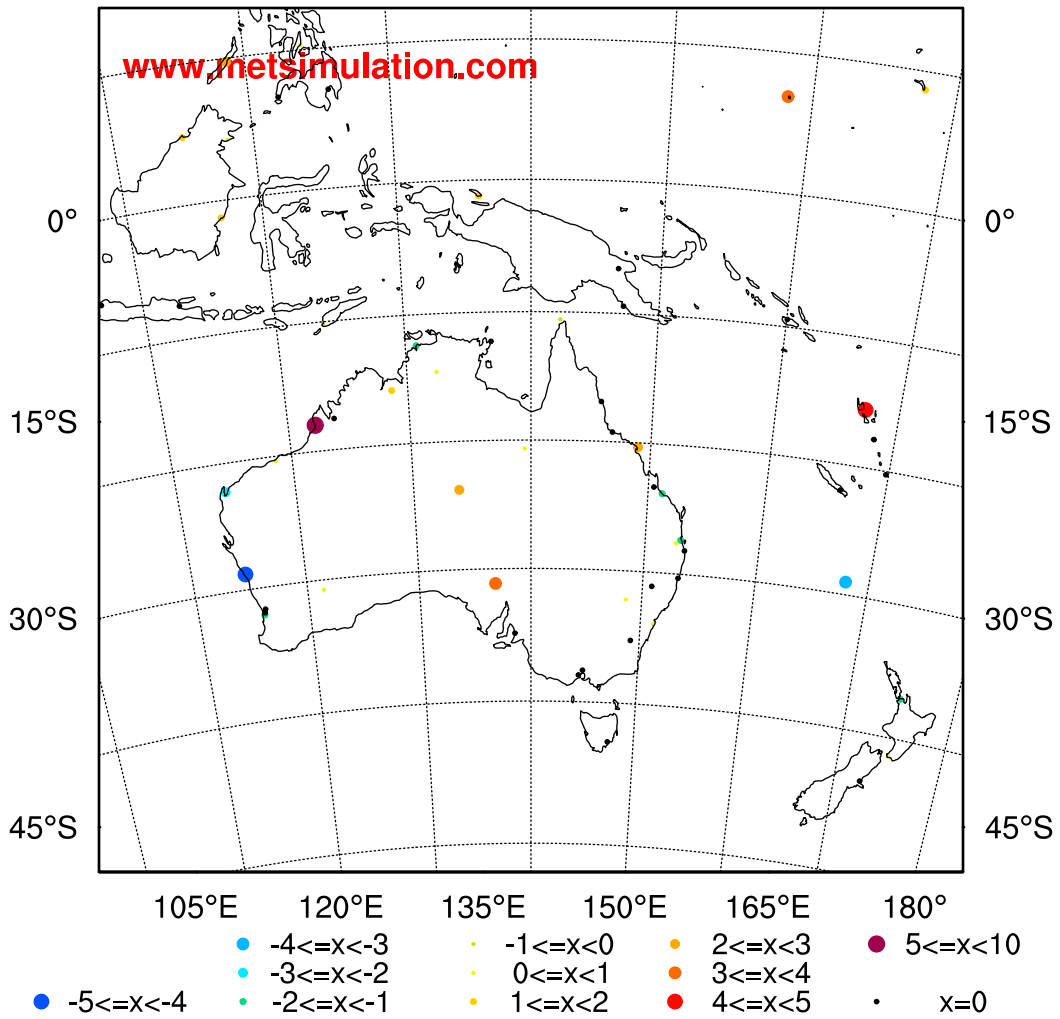 www.metsimulation.com
0° 0°
15°S 15°S
30°S 30°S
45°S 45°S
105°E 120°E 135°E 150°E 165°E 180°
-4<=x<-3 -1<=x<0 2<=x<3 5<=x<10
-3<=x<-2 0<=x<1 3<=x<4
-5<=x<-4 -2<=x<-1 1<=x<2 4<=x<5 x=0